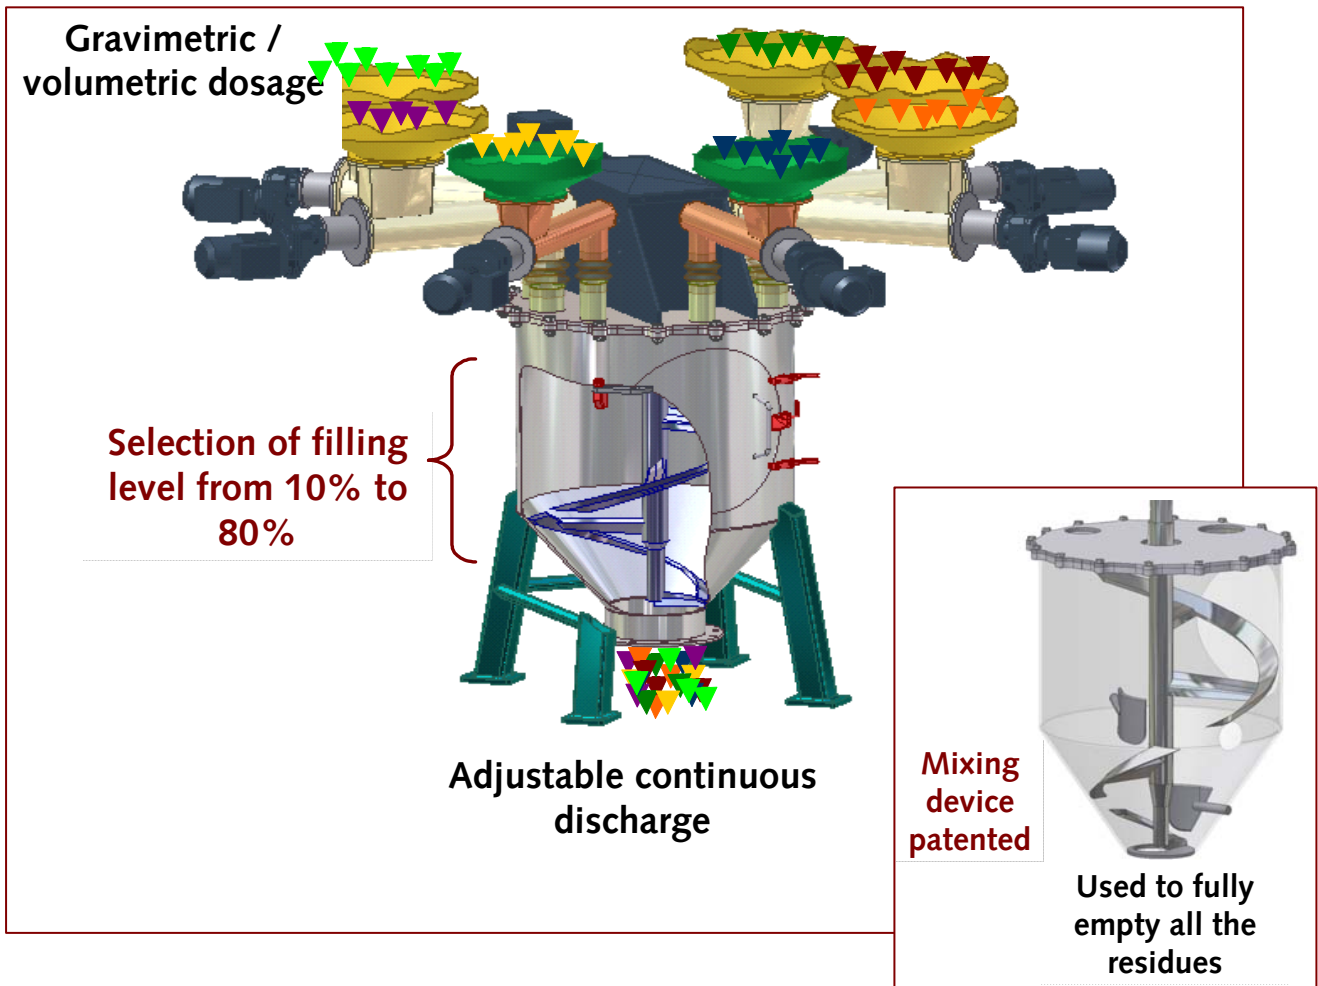 Gravimetric /
volumetric dosage
Selection of filling
level from 10% to
80%
Adjustable continuous
discharge
Mixing
device
patented
Used to fully
empty all the
residues